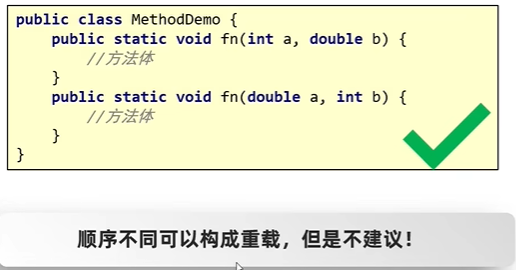 public class MethodDemo {
    public static void fn(int a, double b) {
        //方法体
    }
    public static void fn(double a, int b) {
        //方法体
    }
}
顺序不同可以构成重载，但是不建议！